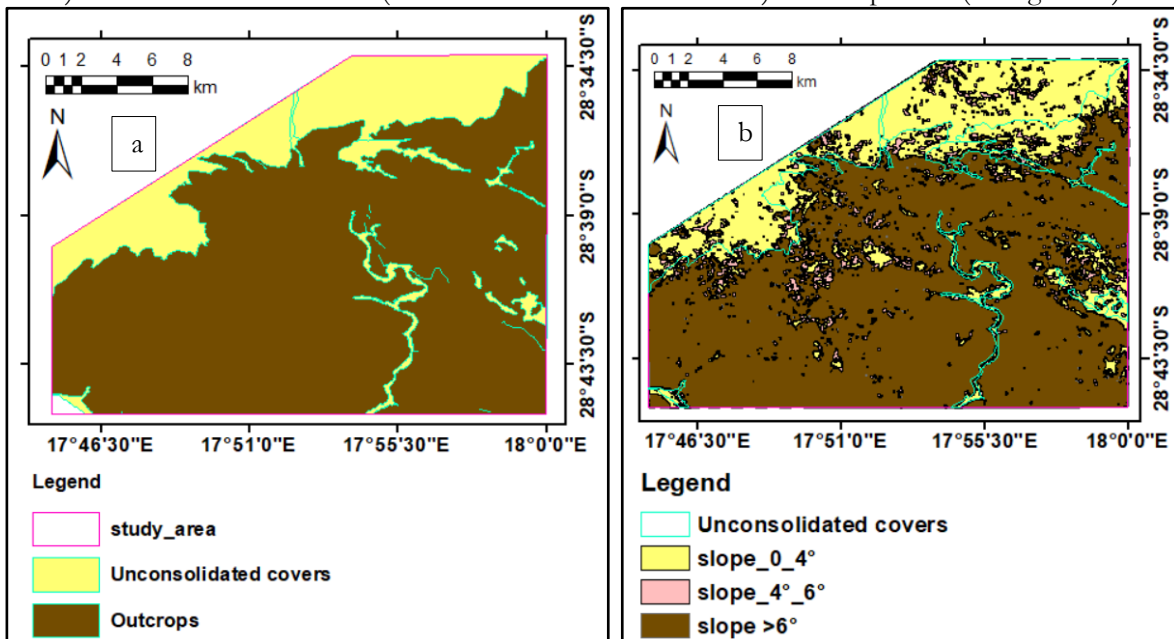 0 1 2 4 6 8
km
N
a
28°34'30"S
28°39'0"S
28°43'30"S
17°46'30"E 17°51'0"E 17°55'30"E 18°0'0"E
Legend
study_area
Unconsolidated covers
Outcrops
0 1 2 4 6 8
km
N
b
28°34'30"S
28°39'0"S
28°43'30"S
17°46'30"E 17°51'0"E 17°55'30"E 18°0'0"E
Legend
Unconsolidated covers
slope_0_4°
slope_4°_6°
slope >6°